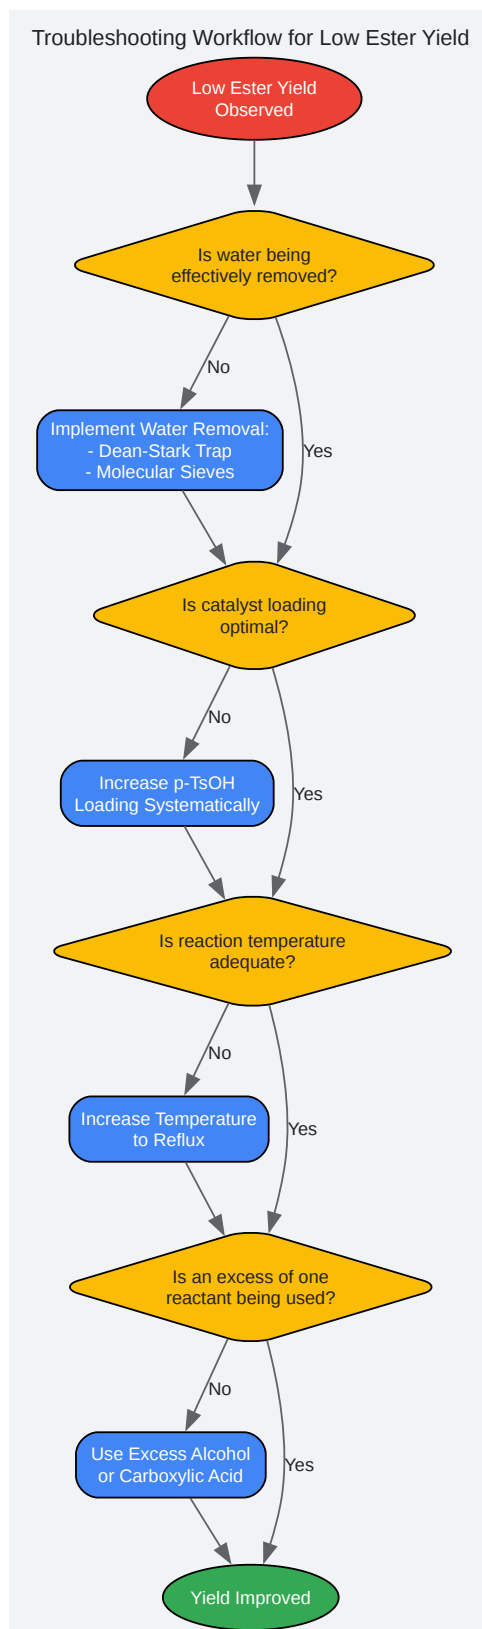 Troubleshooting Workflow for Low Ester Yield
Low Ester Yield
Observed
Is water being
effectively removed?
No
Implement Water Removal:
- Dean-Stark Trap
- Molecular Sieves
Yes
Is catalyst loading
optimal?
No
Increase p-TsOH
Loading Systematically
Yes
Is reaction temperature
adequate?
No
Increase Temperature
to Reflux
Yes
Is an excess of one
reactant being used?
No
Use Excess Alcohol
or Carboxylic Acid
Yes
Yield Improved